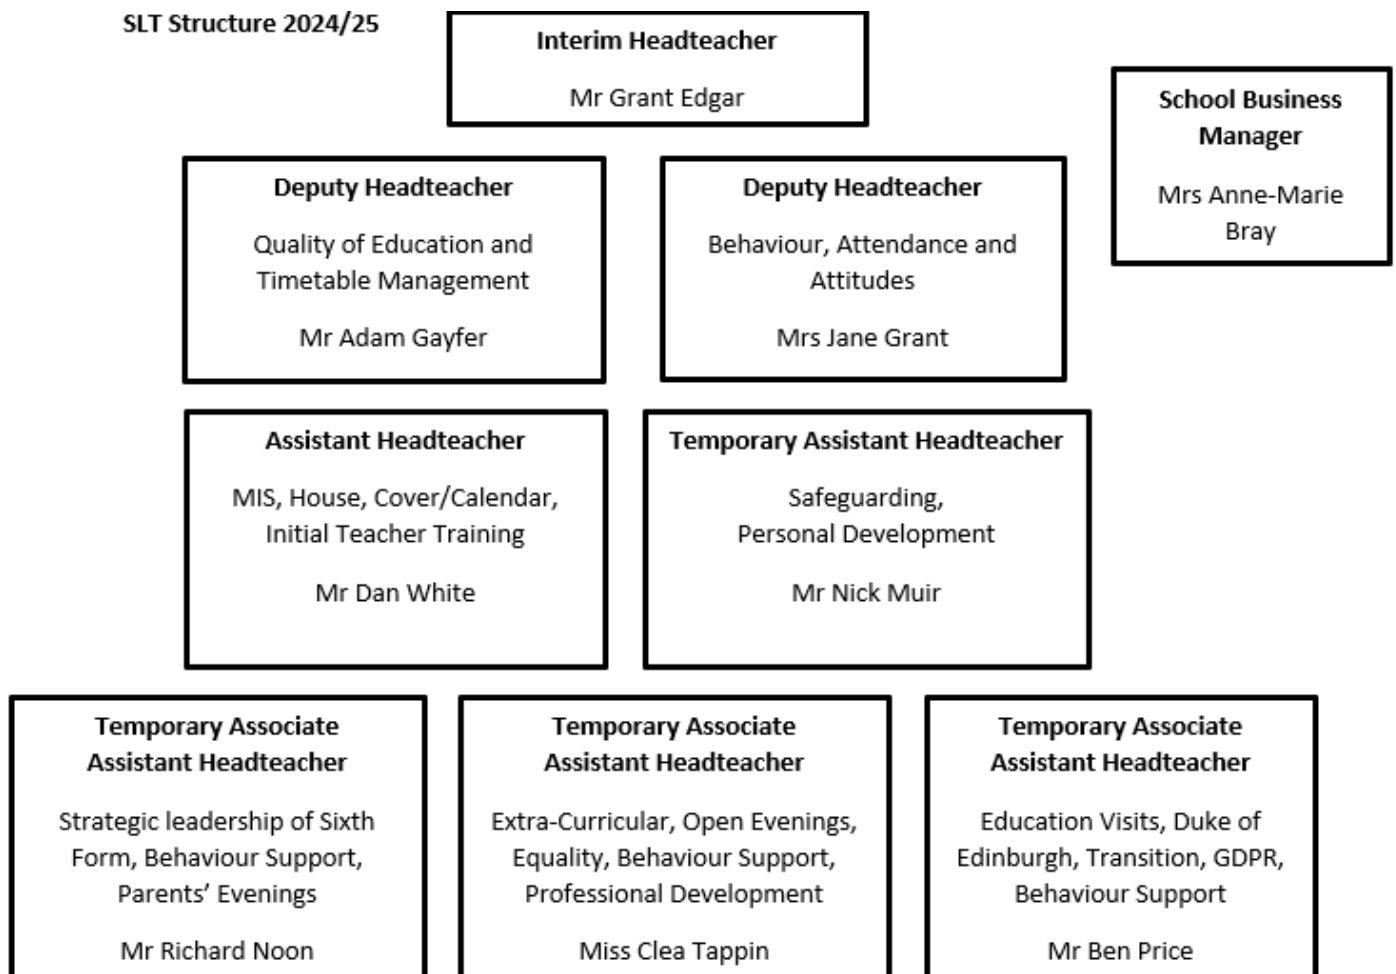 SLT Structure 2024/25
Interim Headteacher
Mr Grant Edgar
School Business
Manager
Mrs Anne-Marie
Bray
Deputy Headteacher
Quality of Education and
Timetable Management
Mr Adam Gayfer
Deputy Headteacher
Behaviour, Attendance and
Attitudes
Mrs Jane Grant
Assistant Headteacher
MIS, House, Cover/Calendar,
Initial Teacher Training
Mr Dan White
Temporary Assistant Headteacher
Safeguarding,
Personal Development
Mr Nick Muir
Temporary Associate
Assistant Headteacher
Strategic leadership of Sixth
Form, Behaviour Support,
Parents’ Evenings
Mr Richard Noon
Temporary Associate
Assistant Headteacher
Extra-Curricular, Open Evenings,
Equality, Behaviour Support,
Professional Development
Miss Clea Tappin
Temporary Associate
Assistant Headteacher
Education Visits, Duke of
Edinburgh, Transition, GDPR,
Behaviour Support
Mr Ben Price